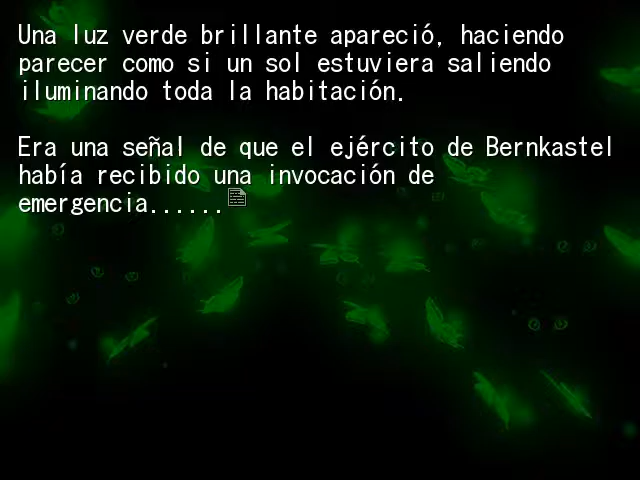 Una luz verde brillante apareció, haciendo
parecer como si un sol estuviera saliendo
iluminando toda la habitación.
Era una señal de que el ejército de Bernkastel
había recibido una invocación de
emergencia......